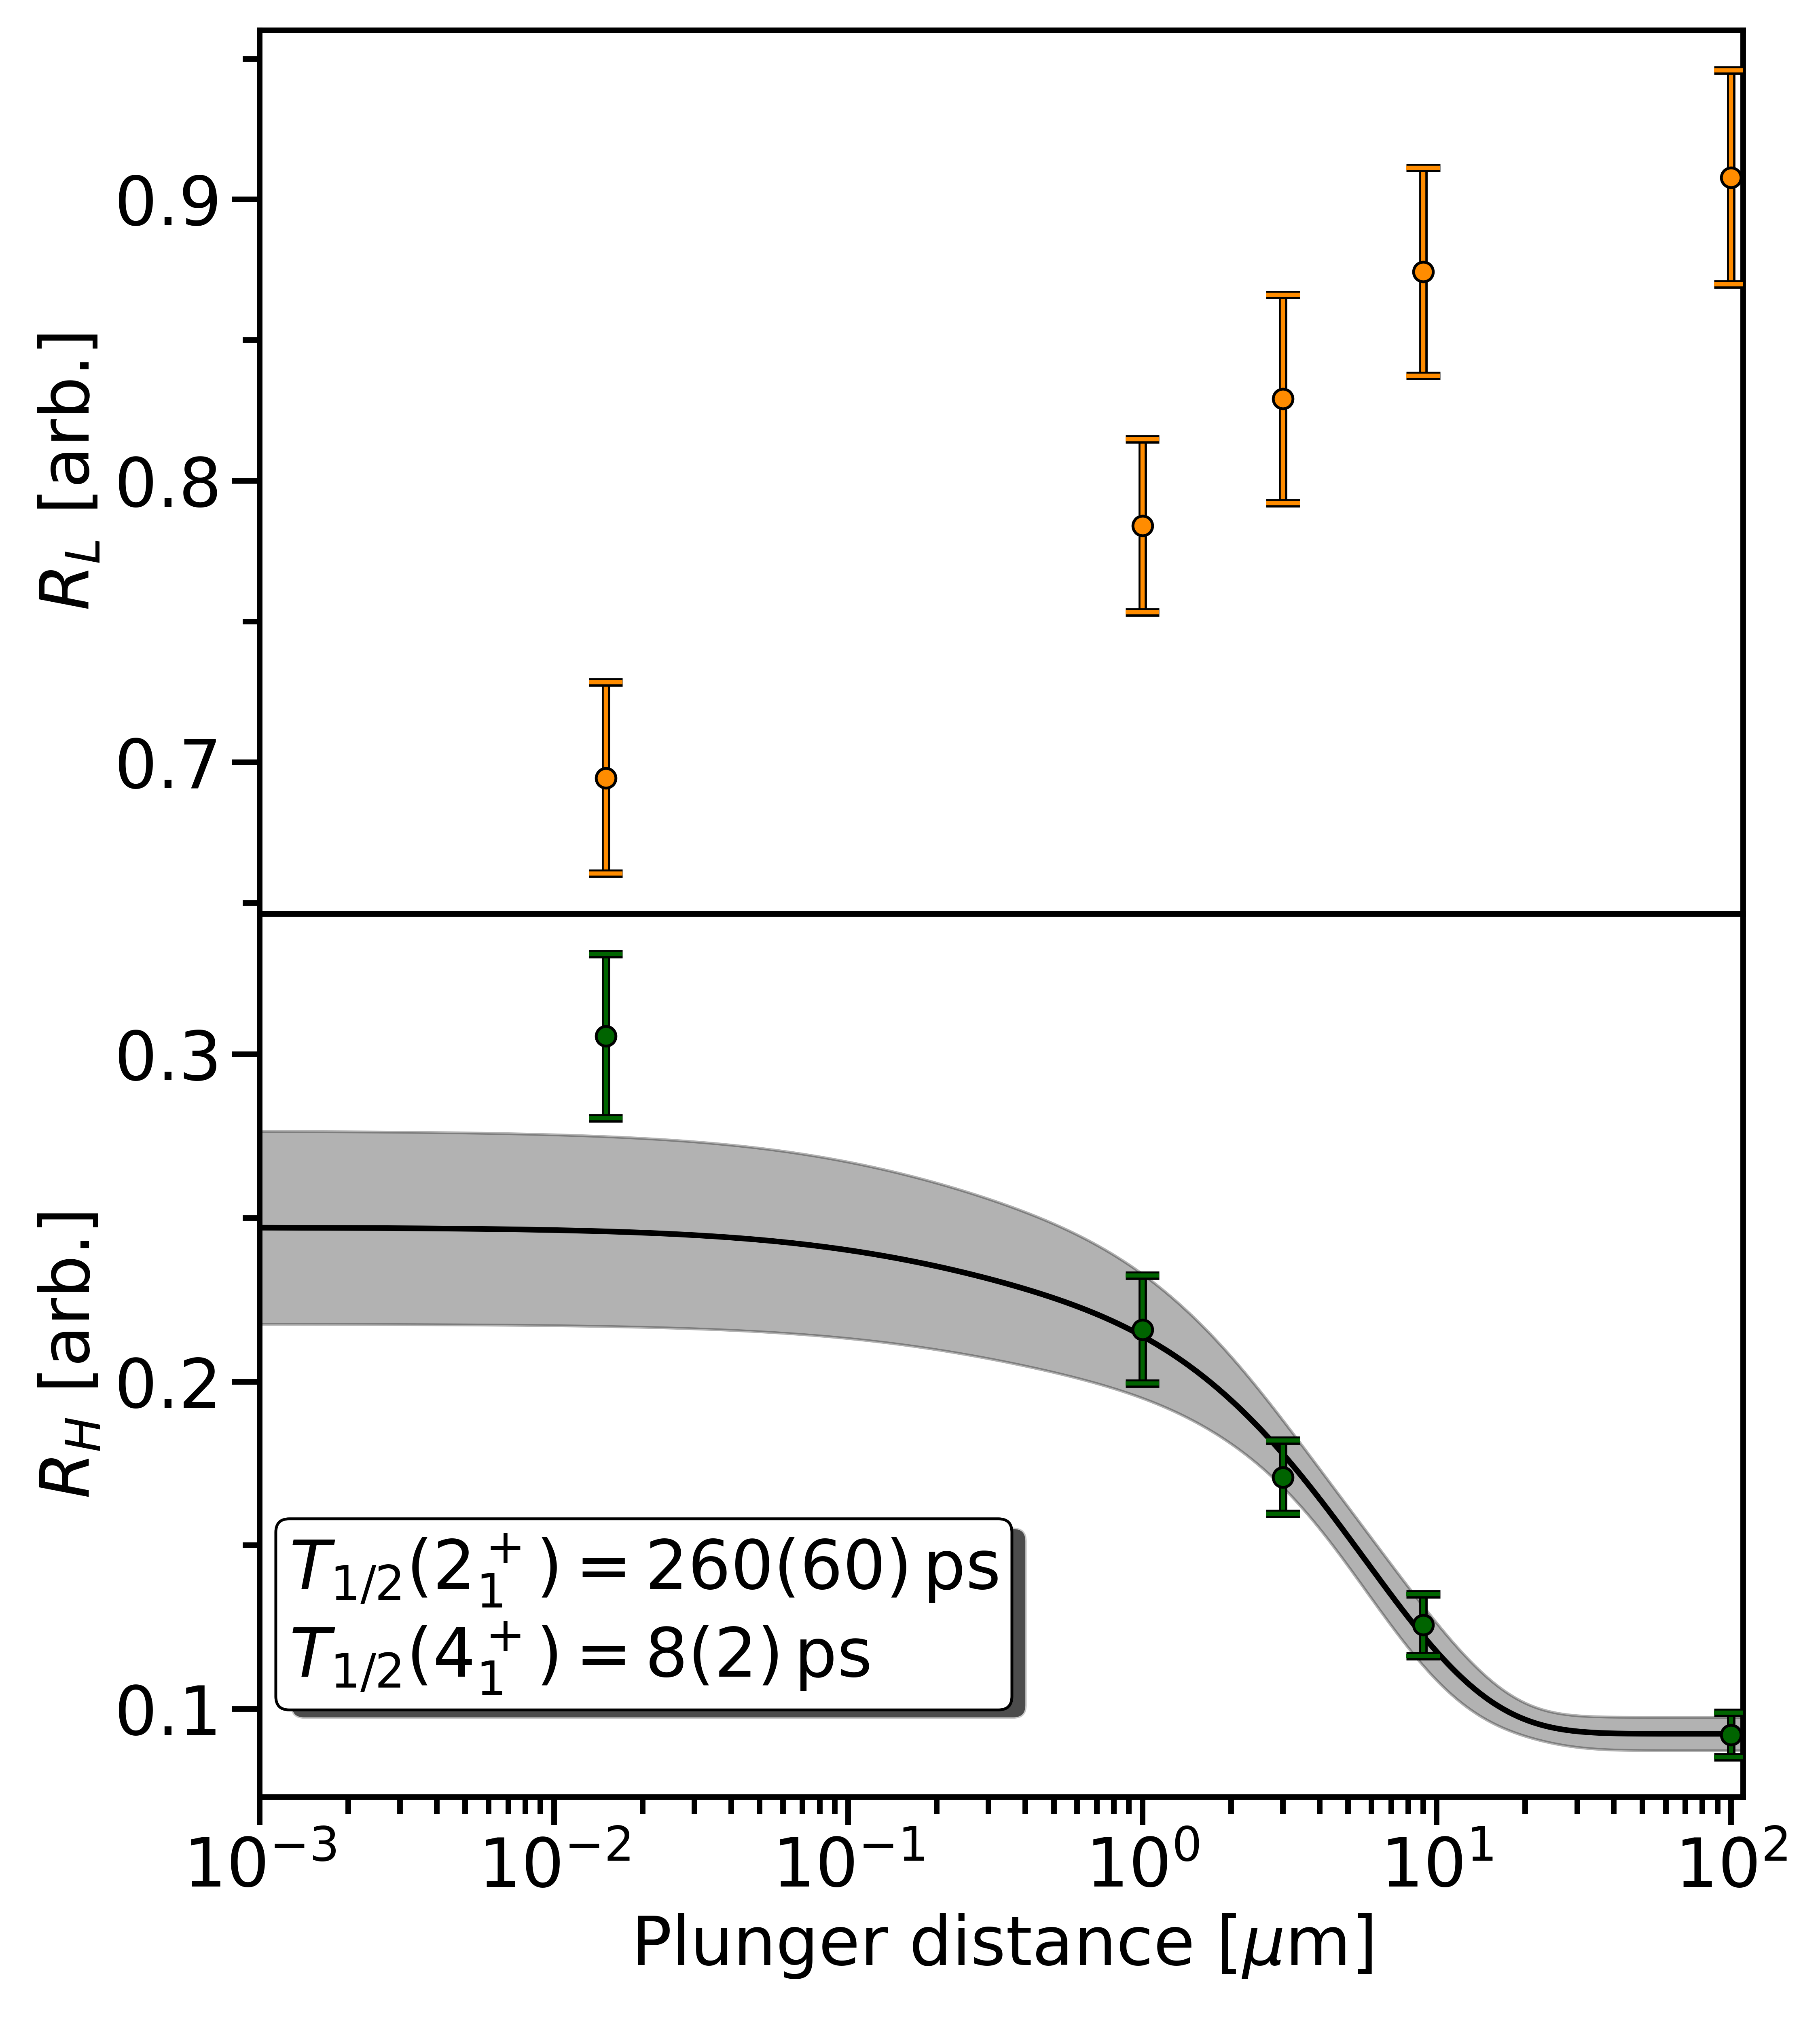 0.9
0.8
0.7
R_L [arb.]
0.3
0.2
0.1
R_H [arb.]
T_{1/2}(2_1^+) = 260(60) ps
T_{1/2}(4_1^+) = 8(2) ps
10^{−3} 10^{−2} 10^{−1} 10^0 10^1 10^2
Plunger distance [μm]